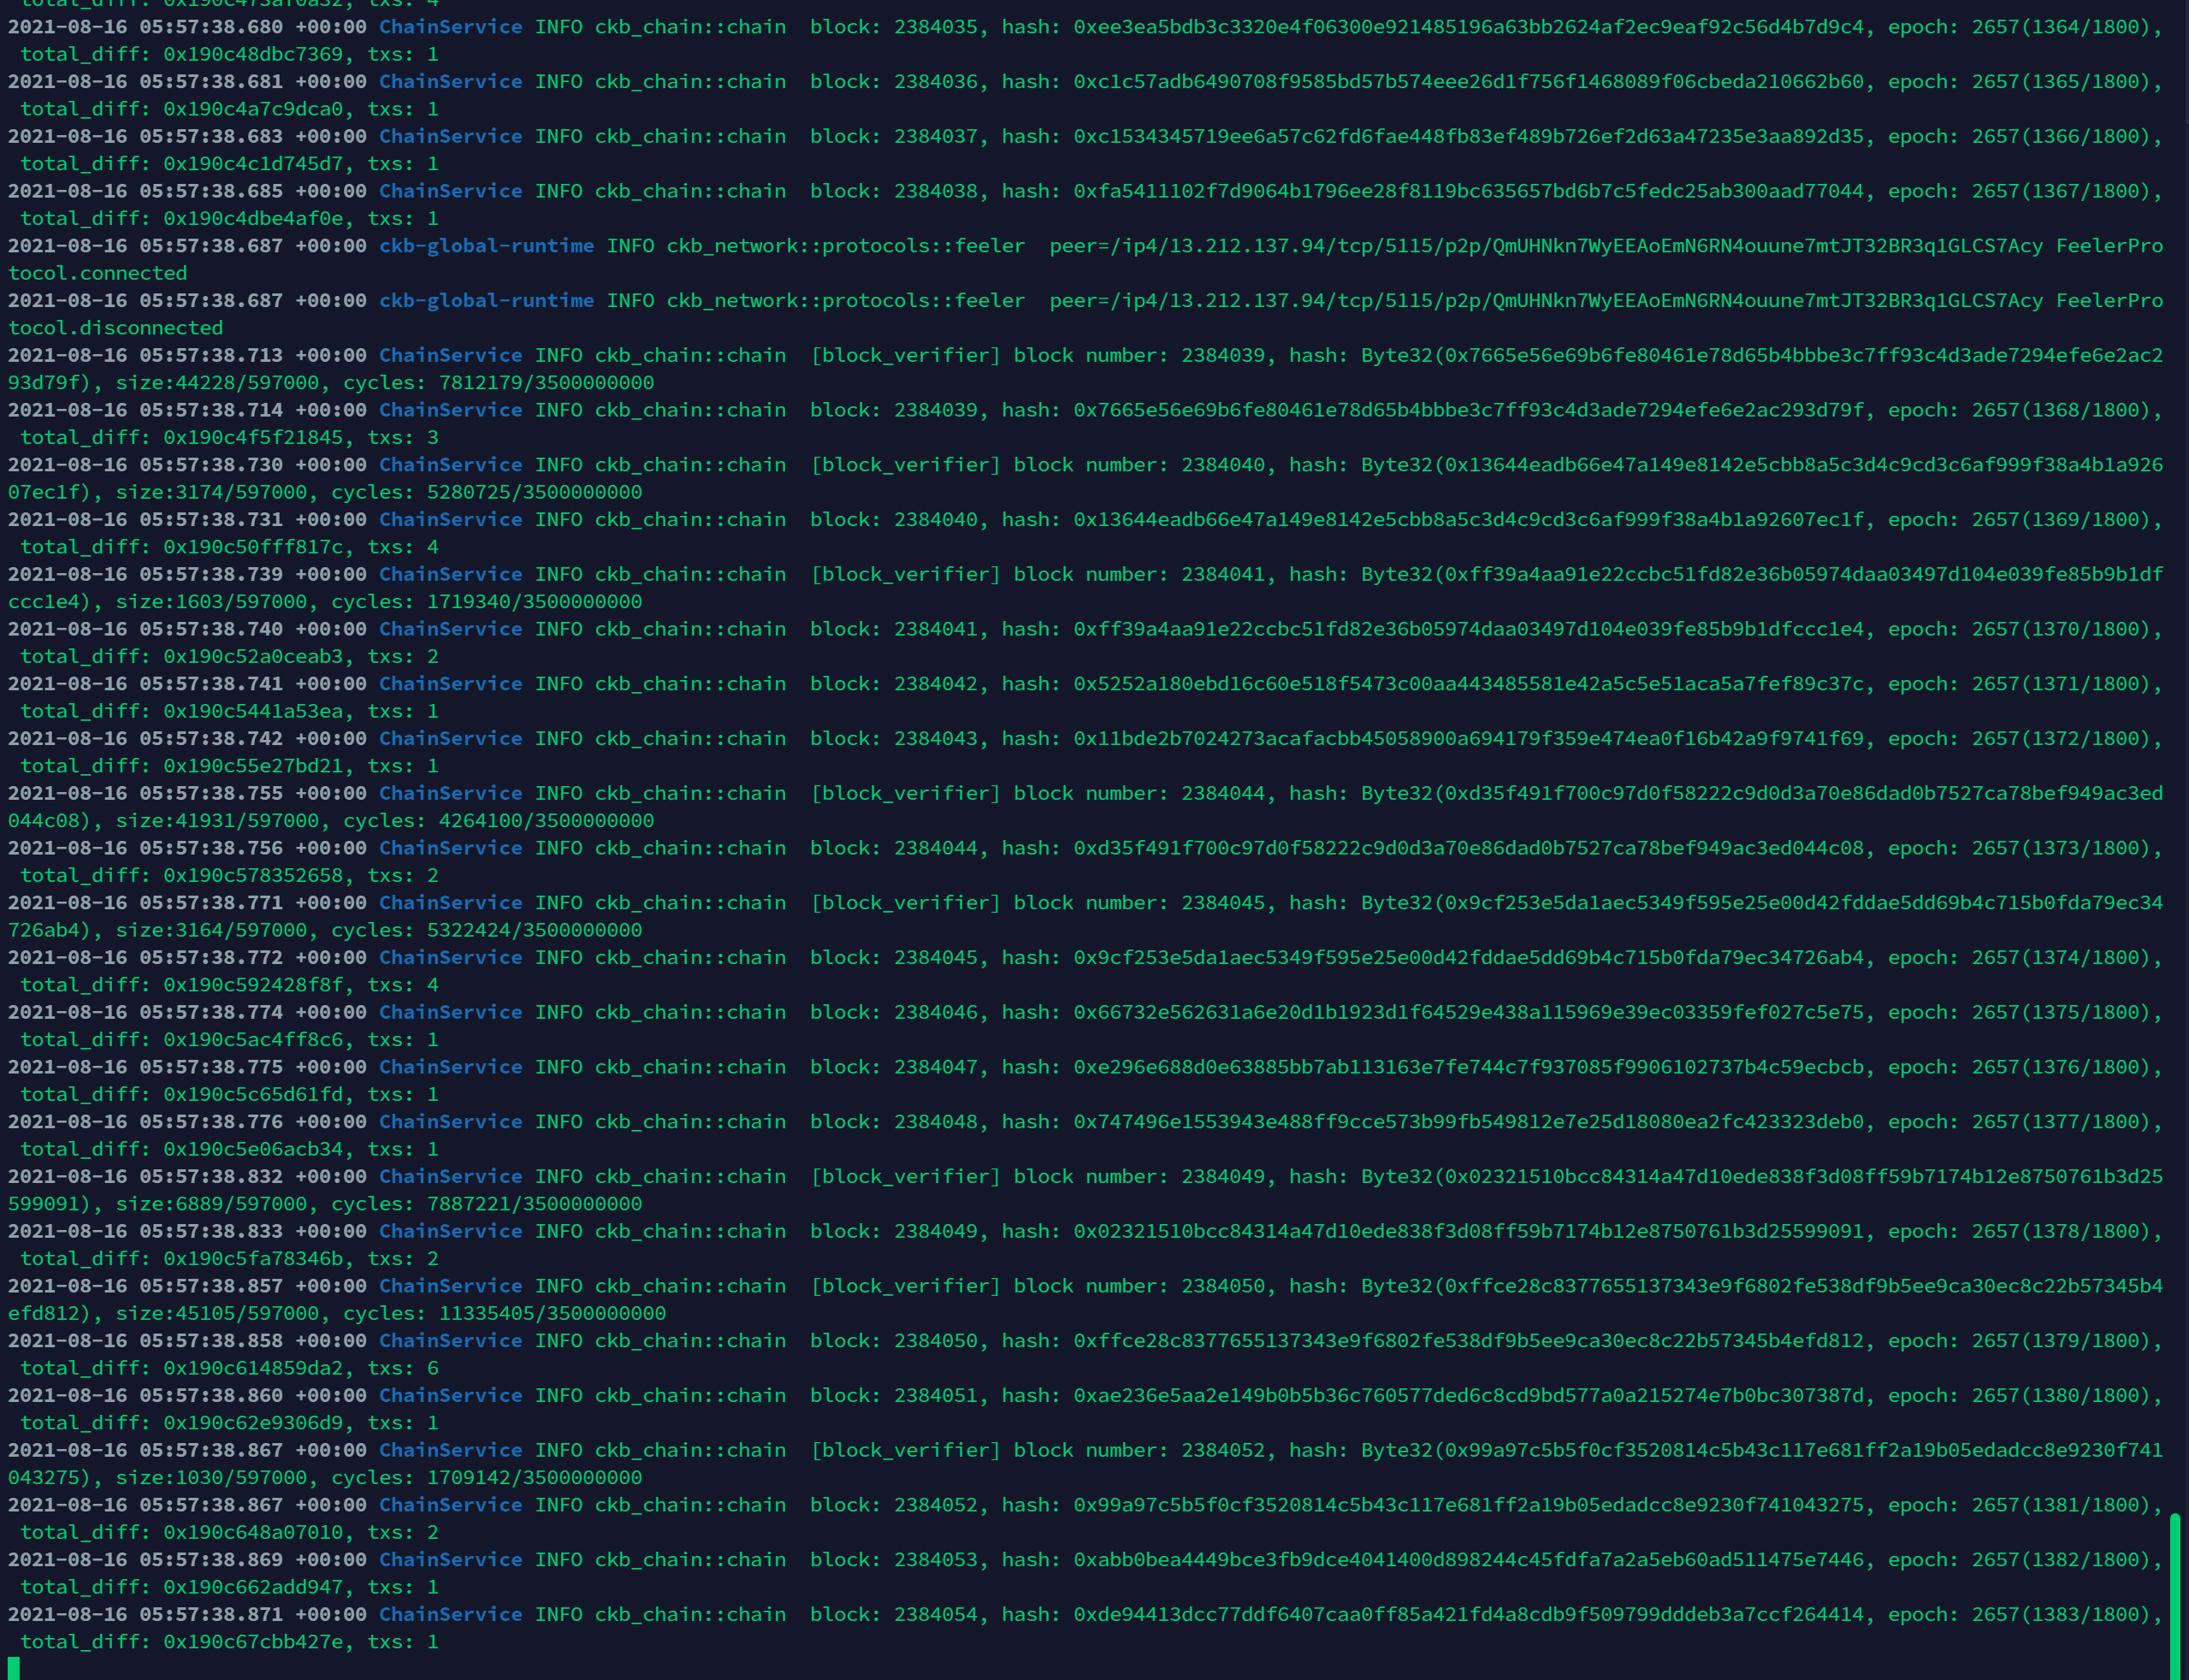 2021-08-16 05:57:38.680 +00:00 ChainService INFO ckb_chain::chain  block: 2384035, hash: 0xee3ea5bdb3c3320e4f06300e921485196a63bb2624af2ec9eaf92c56d4b7d9c4, epoch: 2657(1364/1800),
total_diff: 0x190c48dbc7369, txs: 1
2021-08-16 05:57:38.681 +00:00 ChainService INFO ckb_chain::chain  block: 2384036, hash: 0xc1c57adb6490708f9585bd57b574eee26d1f756f1468089f06cbeda210662b60, epoch: 2657(1365/1800),
total_diff: 0x190c4a7c9dca0, txs: 1
2021-08-16 05:57:38.683 +00:00 ChainService INFO ckb_chain::chain  block: 2384037, hash: 0xc1534345719ee6a57c62fd6fae448fb83ef489b726ef2d63a47235e3aa892d35, epoch: 2657(1366/1800),
total_diff: 0x190c4c1d745d7, txs: 1
2021-08-16 05:57:38.685 +00:00 ChainService INFO ckb_chain::chain  block: 2384038, hash: 0xfa5411102f7d9064b1796ee28f8119bc635657bd6b7c5fedc25ab300aad77044, epoch: 2657(1367/1800),
total_diff: 0x190c4dbe4af0e, txs: 1
2021-08-16 05:57:38.687 +00:00 ckb-global-runtime INFO ckb_network::protocols::feeler  peer=/ip4/13.212.137.94/tcp/5115/p2p/QmUHNkn7WyEEAoEmN6RN4ouune7mtJT32BR3q1GLCS7Acy FeelerPro
tocol.connected
2021-08-16 05:57:38.687 +00:00 ckb-global-runtime INFO ckb_network::protocols::feeler  peer=/ip4/13.212.137.94/tcp/5115/p2p/QmUHNkn7WyEEAoEmN6RN4ouune7mtJT32BR3q1GLCS7Acy FeelerPro
tocol.disconnected
2021-08-16 05:57:38.713 +00:00 ChainService INFO ckb_chain::chain  [block_verifier] block number: 2384039, hash: Byte32(0x7665e56e69b6fe80461e78d65b4bbbe3c7ff93c4d3ade7294efe6e2ac2
93d79f), size:44228/597000, cycles: 7812179/3500000000
2021-08-16 05:57:38.714 +00:00 ChainService INFO ckb_chain::chain  block: 2384039, hash: 0x7665e56e69b6fe80461e78d65b4bbbe3c7ff93c4d3ade7294efe6e2ac293d79f, epoch: 2657(1368/1800),
total_diff: 0x190c4f5f21845, txs: 3
2021-08-16 05:57:38.730 +00:00 ChainService INFO ckb_chain::chain  [block_verifier] block number: 2384040, hash: Byte32(0x13644eadb66e47a149e8142e5cbb8a5c3d4c9cd3c6af999f38a4b1a926
07ec1f), size:3174/597000, cycles: 5280725/3500000000
2021-08-16 05:57:38.731 +00:00 ChainService INFO ckb_chain::chain  block: 2384040, hash: 0x13644eadb66e47a149e8142e5cbb8a5c3d4c9cd3c6af999f38a4b1a92607ec1f, epoch: 2657(1369/1800),
total_diff: 0x190c50fff817c, txs: 4
2021-08-16 05:57:38.739 +00:00 ChainService INFO ckb_chain::chain  [block_verifier] block number: 2384041, hash: Byte32(0xff39a4aa91e22ccbc51fd82e36b05974daa03497d104e039fe85b9b1df
ccc1e4), size:1603/597000, cycles: 1719340/3500000000
2021-08-16 05:57:38.740 +00:00 ChainService INFO ckb_chain::chain  block: 2384041, hash: 0xff39a4aa91e22ccbc51fd82e36b05974daa03497d104e039fe85b9b1dfccc1e4, epoch: 2657(1370/1800),
total_diff: 0x190c52a0ceab3, txs: 2
2021-08-16 05:57:38.741 +00:00 ChainService INFO ckb_chain::chain  block: 2384042, hash: 0x5252a180ebd16c60e518f5473c00aa443485581e42a5c5e51aca5a7fef89c37c, epoch: 2657(1371/1800),
total_diff: 0x190c5441a53ea, txs: 1
2021-08-16 05:57:38.742 +00:00 ChainService INFO ckb_chain::chain  block: 2384043, hash: 0x11bde2b7024273acafacbb45058900a694179f359e474ea0f16b42a9f9741f69, epoch: 2657(1372/1800),
total_diff: 0x190c55e27bd21, txs: 1
2021-08-16 05:57:38.755 +00:00 ChainService INFO ckb_chain::chain  [block_verifier] block number: 2384044, hash: Byte32(0xd35f491f700c97d0f58222c9d0d3a70e86dad0b7527ca78bef949ac3ed
044c08), size:41931/597000, cycles: 4264100/3500000000
2021-08-16 05:57:38.756 +00:00 ChainService INFO ckb_chain::chain  block: 2384044, hash: 0xd35f491f700c97d0f58222c9d0d3a70e86dad0b7527ca78bef949ac3ed044c08, epoch: 2657(1373/1800),
total_diff: 0x190c578352658, txs: 2
2021-08-16 05:57:38.771 +00:00 ChainService INFO ckb_chain::chain  [block_verifier] block number: 2384045, hash: Byte32(0x9cf253e5da1aec5349f595e25e00d42fddae5dd69b4c715b0fda79ec34
726ab4), size:3164/597000, cycles: 5322424/3500000000
2021-08-16 05:57:38.772 +00:00 ChainService INFO ckb_chain::chain  block: 2384045, hash: 0x9cf253e5da1aec5349f595e25e00d42fddae5dd69b4c715b0fda79ec34726ab4, epoch: 2657(1374/1800),
total_diff: 0x190c592428f8f, txs: 4
2021-08-16 05:57:38.774 +00:00 ChainService INFO ckb_chain::chain  block: 2384046, hash: 0x66732e562631a6e20d1b1923d1f64529e438a115969e39ec03359fef027c5e75, epoch: 2657(1375/1800),
total_diff: 0x190c5ac4ff8c6, txs: 1
2021-08-16 05:57:38.775 +00:00 ChainService INFO ckb_chain::chain  block: 2384047, hash: 0xe296e688d0e63885bb7ab113163e7fe744c7f937085f9906102737b4c59ecbcb, epoch: 2657(1376/1800),
total_diff: 0x190c5c65d61fd, txs: 1
2021-08-16 05:57:38.776 +00:00 ChainService INFO ckb_chain::chain  block: 2384048, hash: 0x747496e1553943e488ff9cce573b99fb549812e7e25d18080ea2fc423323deb0, epoch: 2657(1377/1800),
total_diff: 0x190c5e06acb34, txs: 1
2021-08-16 05:57:38.832 +00:00 ChainService INFO ckb_chain::chain  [block_verifier] block number: 2384049, hash: Byte32(0x02321510bcc84314a47d10ede838f3d08ff59b7174b12e8750761b3d25
599091), size:6889/597000, cycles: 7887221/3500000000
2021-08-16 05:57:38.833 +00:00 ChainService INFO ckb_chain::chain  block: 2384049, hash: 0x02321510bcc84314a47d10ede838f3d08ff59b7174b12e8750761b3d25599091, epoch: 2657(1378/1800),
total_diff: 0x190c5fa78346b, txs: 2
2021-08-16 05:57:38.857 +00:00 ChainService INFO ckb_chain::chain  [block_verifier] block number: 2384050, hash: Byte32(0xffce28c8377655137343e9f6802fe538df9b5ee9ca30ec8c22b57345b4
efd812), size:45105/597000, cycles: 11335405/3500000000
2021-08-16 05:57:38.858 +00:00 ChainService INFO ckb_chain::chain  block: 2384050, hash: 0xffce28c8377655137343e9f6802fe538df9b5ee9ca30ec8c22b57345b4efd812, epoch: 2657(1379/1800),
total_diff: 0x190c614859da2, txs: 6
2021-08-16 05:57:38.860 +00:00 ChainService INFO ckb_chain::chain  block: 2384051, hash: 0xae236e5aa2e149b0b5b36c760577ded6c8cd9bd577a0a215274e7b0bc307387d, epoch: 2657(1380/1800),
total_diff: 0x190c62e9306d9, txs: 1
2021-08-16 05:57:38.867 +00:00 ChainService INFO ckb_chain::chain  [block_verifier] block number: 2384052, hash: Byte32(0x99a97c5b5f0cf3520814c5b43c117e681ff2a19b05edadcc8e9230f741
043275), size:1030/597000, cycles: 1709142/3500000000
2021-08-16 05:57:38.867 +00:00 ChainService INFO ckb_chain::chain  block: 2384052, hash: 0x99a97c5b5f0cf3520814c5b43c117e681ff2a19b05edadcc8e9230f741043275, epoch: 2657(1381/1800),
total_diff: 0x190c648a07010, txs: 2
2021-08-16 05:57:38.869 +00:00 ChainService INFO ckb_chain::chain  block: 2384053, hash: 0xabb0bea4449bce3fb9dce4041400d898244c45fdfa7a2a5eb60ad511475e7446, epoch: 2657(1382/1800),
total_diff: 0x190c662add947, txs: 1
2021-08-16 05:57:38.871 +00:00 ChainService INFO ckb_chain::chain  block: 2384054, hash: 0xde94413dcc77ddf6407caa0ff85a421fd4a8cdb9f509799dddeb3a7ccf264414, epoch: 2657(1383/1800),
total_diff: 0x190c67cbb427e, txs: 1